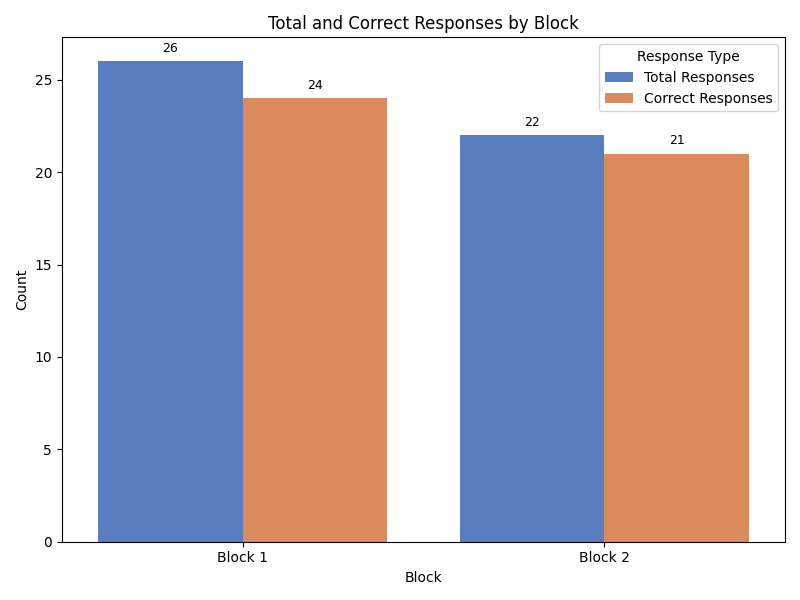 Total and Correct Responses by Block
26
24
22
21
Response Type
Total Responses
Correct Responses
25
20
15
10
5
0
Count
Block 1
Block 2
Block